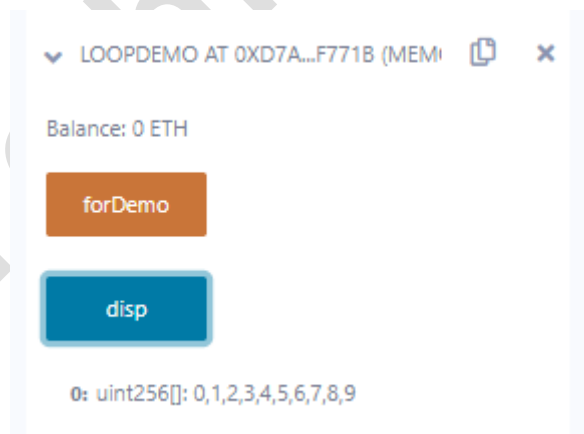 LOOPDEMO AT 0XD7A...F771B (MEM
Balance: 0 ETH
forDemo
disp
0: uint256[]: 0,1,2,3,4,5,6,7,8,9